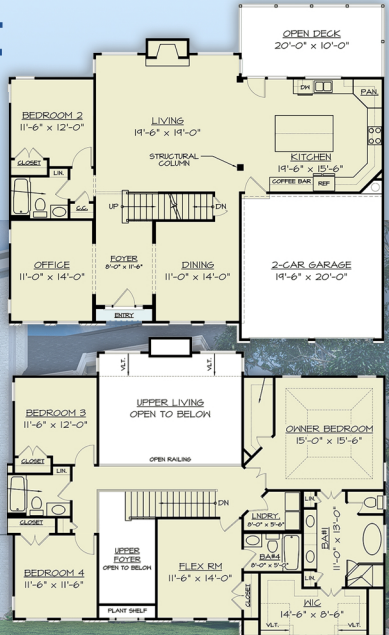 OPEN DECK
20'-0" x 10'-0"
DW
PAN.
BEDROOM 2
11'-6" x 12'-0"
LIVING
19'-6" x 19'-0"
CLOSET
STRUCTURAL
COLUMN
KITCHEN
19'-6" x 15'-6"
LIN.
COFFEE BAR
REF
C.C.
UP
DN
OFFICE
11'-0" x 14'-0"
FOYER
8'-0" x 11'-6"
DINING
11'-0" x 14'-0"
2-CAR GARAGE
19'-6" x 20'-0"
ENTRY
VLT.
VLT.
BEDROOM 3
11'-6" x 12'-0"
UPPER LIVING
OPEN TO BELOW
OWNER BEDROOM
15'-0" x 15'-6"
CLOSET
OPEN RAILING
LIN.
LIN.
DN
LNDRY.
8'-0" x 5'-6"
CLOSET
BA#1
11'-0" x 13'-0"
UPPER
FOYER
OPEN TO BELOW
FLEX RM
11'-6" x 14'-0"
BA#4
8'-0" x 5'-0"
BEDROOM 4
11'-6" x 11'-6"
LIN.
CLOSET
WIC
14'-6" x 8'-6"
PLANT SHELF
VLT.
VLT.